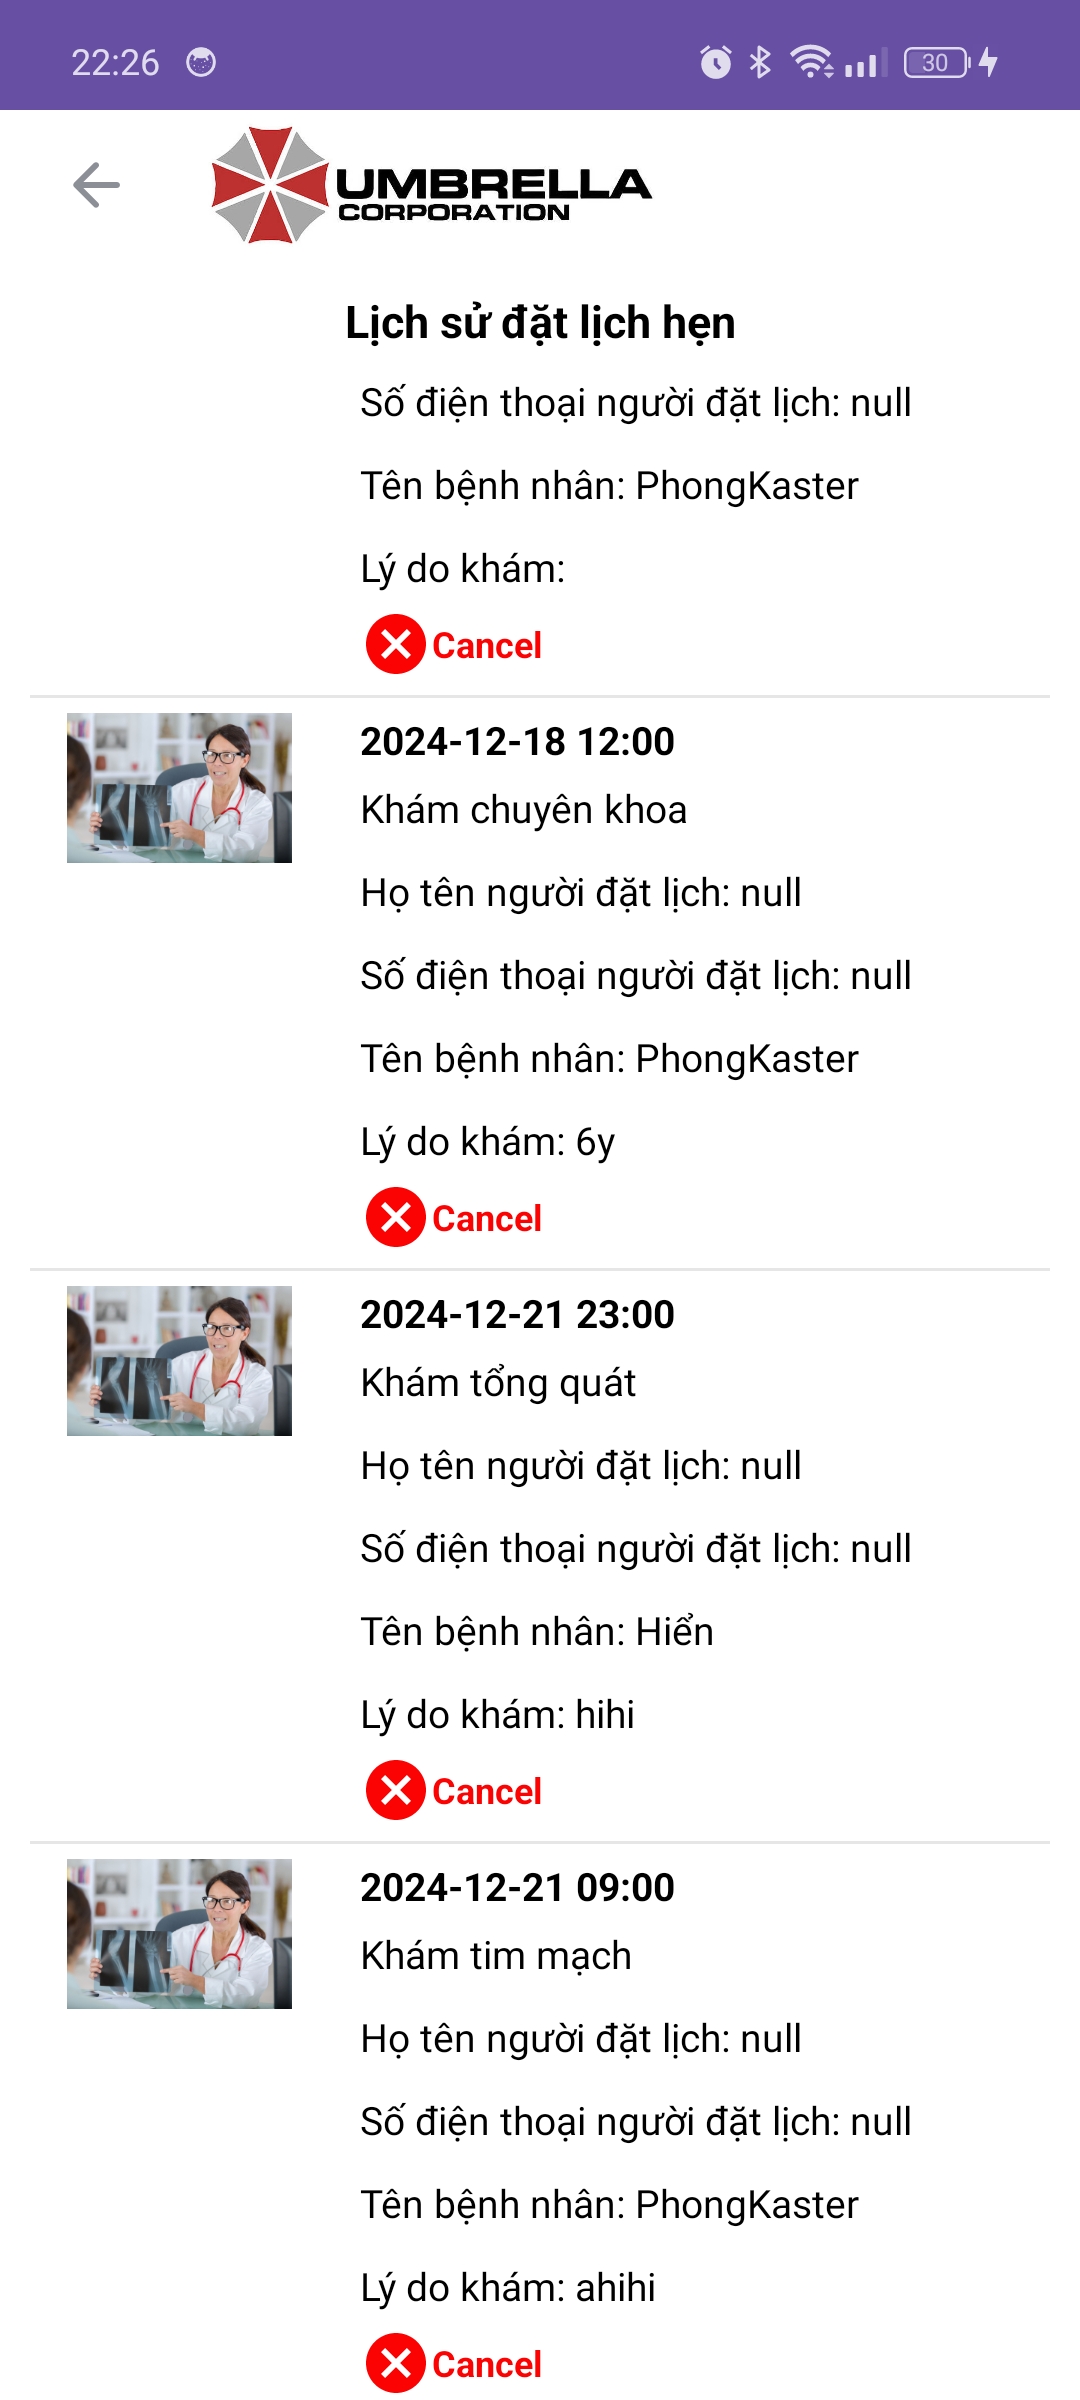 22:26
30
UMBRELLA
CORPORATION
Lịch sử đặt lịch hẹn
Số điện thoại người đặt lịch: null
Tên bệnh nhân: PhongKaster
Lý do khám:
Cancel
2024-12-18 12:00
Khám chuyên khoa
Họ tên người đặt lịch: null
Số điện thoại người đặt lịch: null
Tên bệnh nhân: PhongKaster
Lý do khám: 6y
Cancel
2024-12-21 23:00
Khám tổng quát
Họ tên người đặt lịch: null
Số điện thoại người đặt lịch: null
Tên bệnh nhân: Hiển
Lý do khám: hihi
Cancel
2024-12-21 09:00
Khám tim mạch
Họ tên người đặt lịch: null
Số điện thoại người đặt lịch: null
Tên bệnh nhân: PhongKaster
Lý do khám: ahihi
Cancel